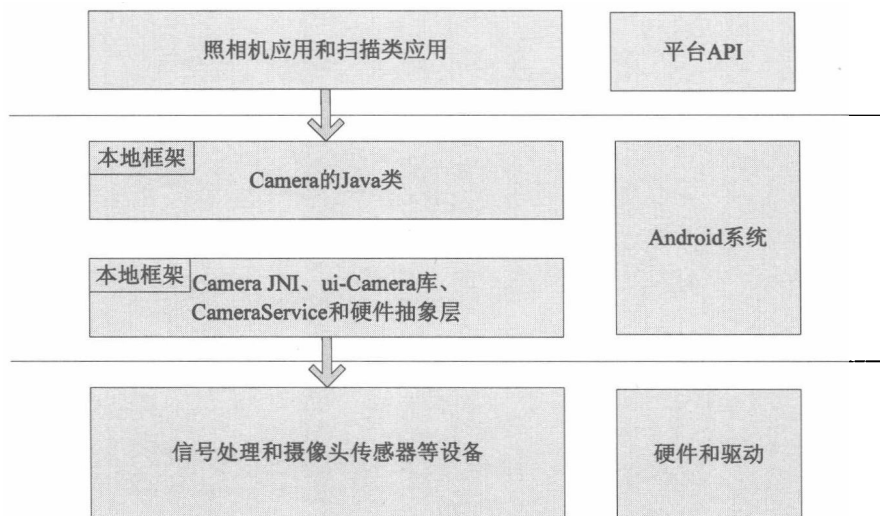 照相机应用和扫描类应用
平台API
本地框架
Camera的Java类
Android系统
本地框架
Camera JNI、ui-Camera库、
CameraService和硬件抽象层
信号处理和摄像头传感器等设备
硬件和驱动